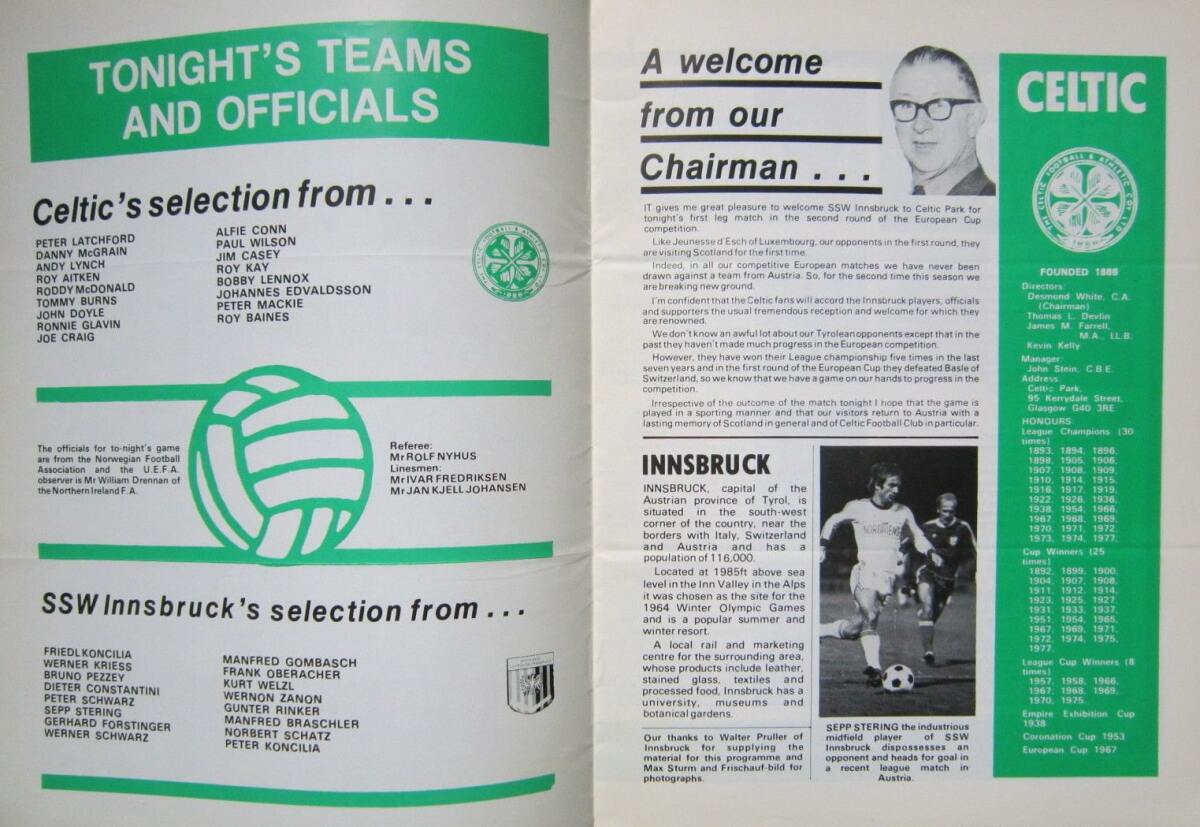 TONIGHT'S TEAMS
AND OFFICIALS
Celtic's selection from . . .
PETER LATCHFORD
DANNY McGRAIN
ANDY LYNCH
ROY AITKEN
RODDY McDONALD
TOMMY BURNS
JOHN DOYLE
RONNIE GLAVIN
JOE CRAIG
ALFIE CONN
PAUL WILSON
JIM CASEY
ROY KAY
BOBBY LENNOX
JOHANNES EDVALDSSON
PETER MACKIE
ROY BAINES
The officials for to-night's game
are from the Norwegian Football
Association and the U.E.F.A.
observer is Mr William Drennan of
the Northern Ireland F.A.
Referee:
Mr ROLF NYHUS
Linesmen:
Mr IVAR FREDRIKSEN
Mr JAN KJELL JOHANSEN
SSW Innsbruck's selection from . . .
FRIEDL KONCILIA
WERNER KRIESS
BRUNO PEZZEY
DIETER CONSTANTINI
PETER SCHWARZ
SEPP STERING
GERHARD FORSTINGER
WERNER SCHWARZ
MANFRED GOMBASCH
FRANK OBERACHER
KURT WELZL
WERNON ZANON
GUNTER RINKER
MANFRED BRASCHLER
NORBERT SCHATZ
PETER KONCILIA
A welcome
from our
Chairman . . .
IT gives me great pleasure to welcome SSW Innsbruck to Celtic Park for
tonight's first leg match in the second round of the European Cup
competition.
Like Jeunesse d'Esch of Luxembourg, our opponents in the first round, they
are visiting Scotland for the first time.
Indeed, in all our competitive European matches we have never been
drawn against a team from Austria. So, for the second time this season we
are breaking new ground.
I'm confident that the Celtic fans will accord the Innsbruck players, officials
and supporters the usual tremendous reception and welcome for which they
are renowned.
We don't know an awful lot about our Tyrolean opponents except that in the
past they haven't made much progress in the European competition.
However, they have won their League championship five times in the last
seven years and in the first round of the European Cup they defeated Basle of
Switzerland, so we know that we have a game on our hands to progress in the
competition.
Irrespective of the outcome of the match tonight I hope that the game is
played in a sporting manner and that our visitors return to Austria with a
lasting memory of Scotland in general and of Celtic Football Club in particular.
INNSBRUCK
INNSBRUCK, capital of the
Austrian province of Tyrol, is
situated in the south-west
corner of the country, near the
borders with Italy, Switzerland
and Austria and has a
population of 116,000.
Located at 1985ft above sea
level in the Inn Valley in the Alps
it was chosen as the site for the
1964 Winter Olympic Games
and is a popular summer and
winter resort.
A local rail and marketing
centre for the surrounding area,
whose products include leather,
stained glass, textiles and
processed food, Innsbruck has a
university, museums and
botanical gardens.
Our thanks to Walter Pruller of
Innsbruck for supplying the
material for this programme and
Max Sturm and Frischauf-bild for
photographs.
SEPP STERING the industrious
midfield player of SSW
Innsbruck dispossesses an
opponent and heads for goal in
a recent league match in
Austria.
CELTIC
THE CELTIC FOOTBALL & ATHLETIC COY LTD
1888
FOUNDED 1888
Directors:
Desmond White, C.A.
(Chairman)
Thomas L. Devlin
James M. Farrell,
M.A., LL.B.
Kevin Kelly
Manager:
John Stein, C.B.E.
Address:
Celtic Park,
95 Kerrydale Street,
Glasgow G40 3RE
HONOURS:
League Champions (30
times)
1893, 1894, 1896,
1898, 1905, 1906,
1907, 1908, 1909,
1910, 1914, 1915,
1916, 1917, 1919,
1922, 1926, 1936,
1938, 1954, 1966,
1967, 1968, 1969,
1970, 1971, 1972,
1973, 1974, 1977.
Cup Winners (25
times)
1892, 1899, 1900,
1904, 1907, 1908,
1911, 1912, 1914,
1923, 1925, 1927,
1931, 1933, 1937,
1951, 1954, 1965,
1967, 1969, 1971,
1972, 1974, 1975,
1977.
League Cup Winners (8
times)
1957, 1958, 1966,
1967, 1968, 1969,
1970, 1975.
Empire Exhibition Cup
1938
Coronation Cup 1953
European Cup 1967